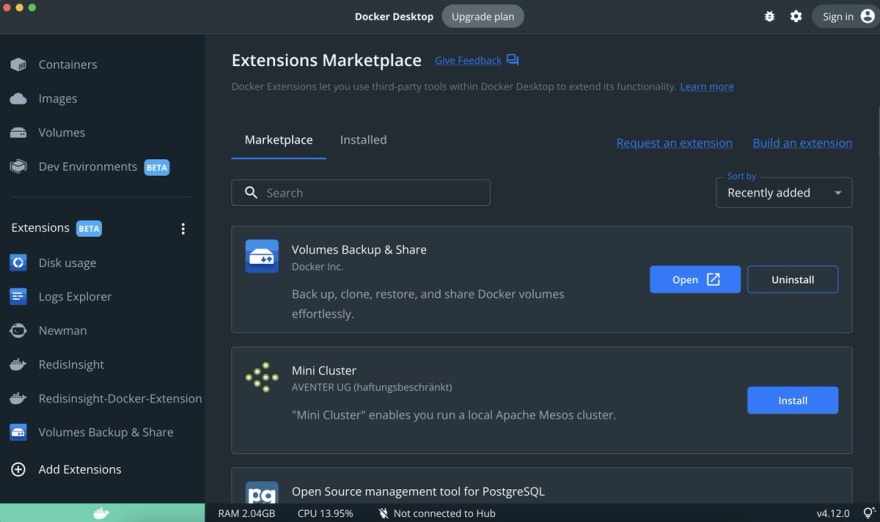 Docker Desktop
Upgrade plan
Sign in
Containers
Images
Volumes
Dev Environments BETA
Extensions BETA
Disk usage
Logs Explorer
Newman
RedisInsight
Redisinsight-Docker-Extension
Volumes Backup & Share
Add Extensions
Extensions Marketplace
Give Feedback
Docker Extensions let you use third-party tools within Docker Desktop to extend its functionality. Learn more
Marketplace
Installed
Request an extension
Build an extension
Search
Sort by
Recently added
Volumes Backup & Share
Docker Inc.
Back up, clone, restore, and share Docker volumes
effortlessly.
Open
Uninstall
Mini Cluster
AVENTER UG (haftungsbeschränkt)
"Mini Cluster" enables you run a local Apache Mesos cluster.
Install
pg
Open Source management tool for PostgreSQL
RAM 2.04GB
CPU 13.95%
Not connected to Hub
v4.12.0